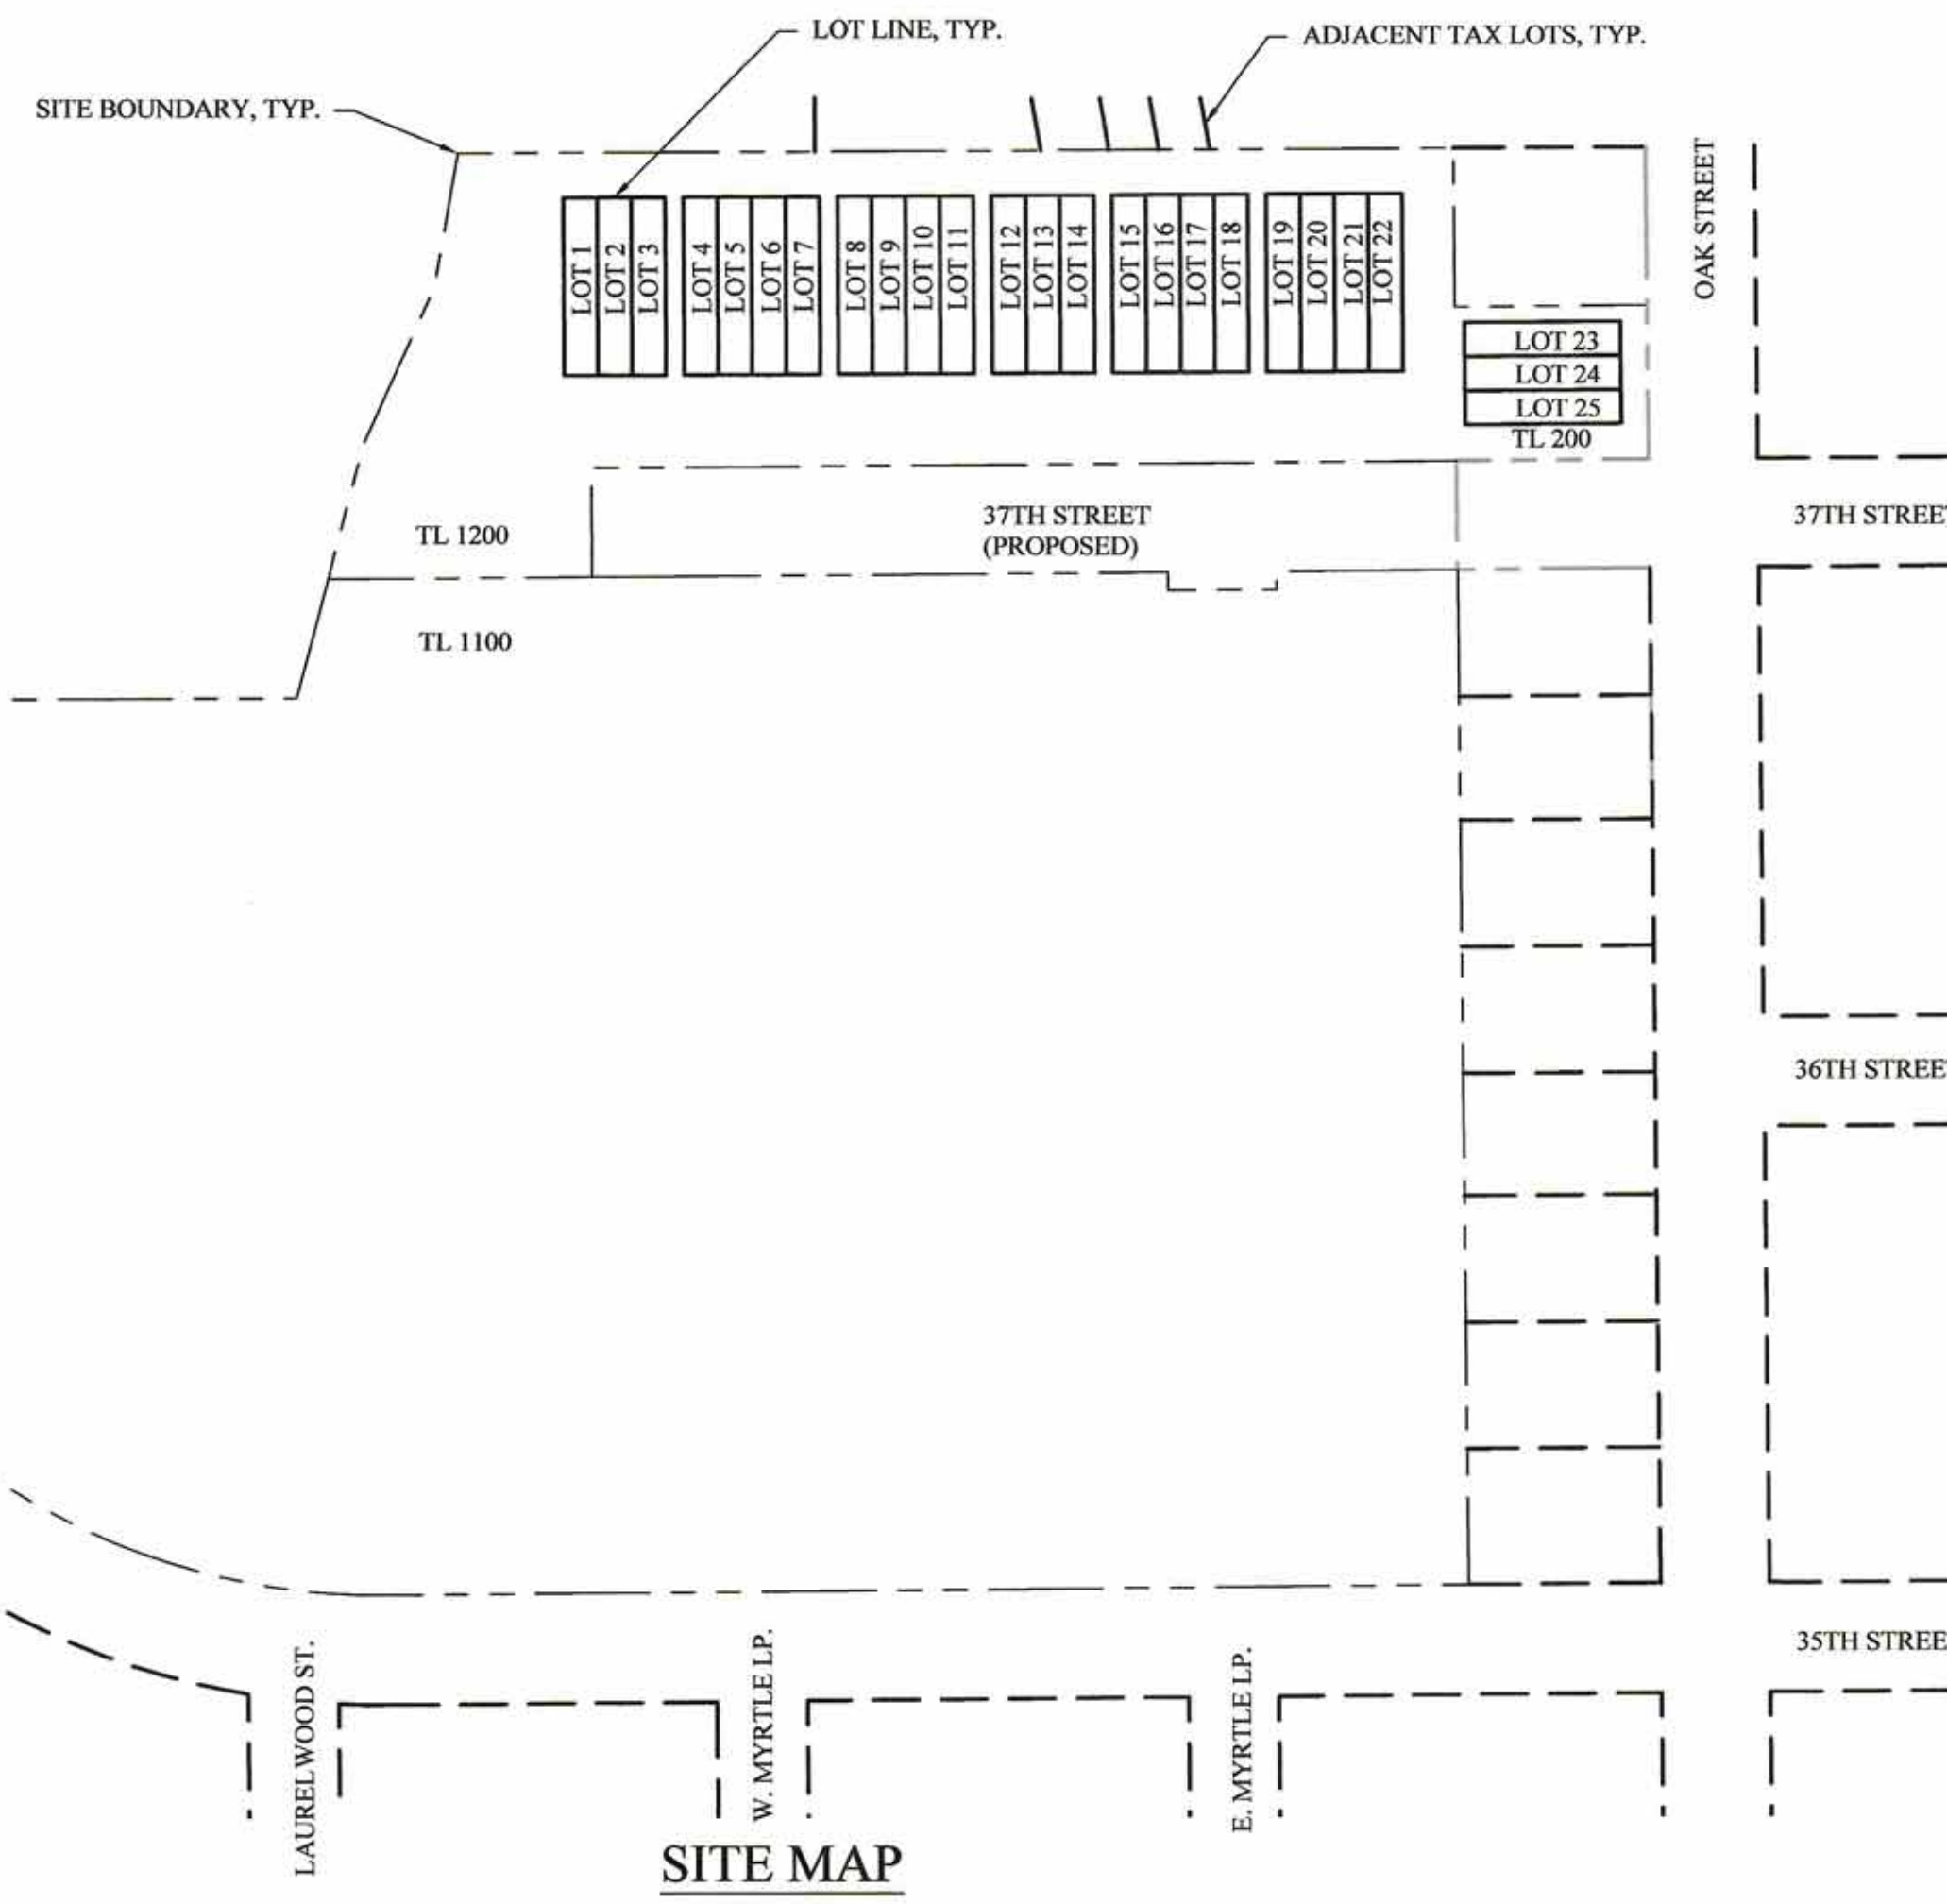 LOT LINE, TYP.
ADJACENT TAX LOTS, TYP.
SITE BOUNDARY, TYP.
OAK STREET
LOT 1
LOT 2
LOT 3
LOT 4
LOT 5
LOT 6
LOT 7
LOT 8
LOT 9
LOT 10
LOT 11
LOT 12
LOT 13
LOT 14
LOT 15
LOT 16
LOT 17
LOT 18
LOT 19
LOT 20
LOT 21
LOT 22
LOT 23
LOT 24
LOT 25
TL 200
37TH STREET
(PROPOSED)
37TH STREET
TL 1200
TL 1100
36TH STREE
35TH STREE
LAURELWOOD ST.
W. MYRTLE LP.
E. MYRTLE LP.
SITE MAP